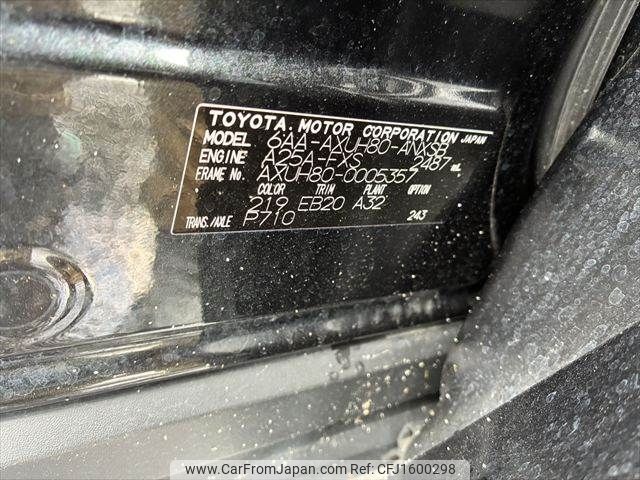 TOYOTA MOTOR CORPORATION JAPAN
MODEL 6AA-AXUH80-ANXSB
ENGINE A25A-FXS 2487 mL
FRAME No. AXUH80-0005357
COLOR TRIM PLANT OPTION
219 EB20 A32
TRANS./AXLE P710 243
www.CarFromJapan.com - ID CFJ1600298